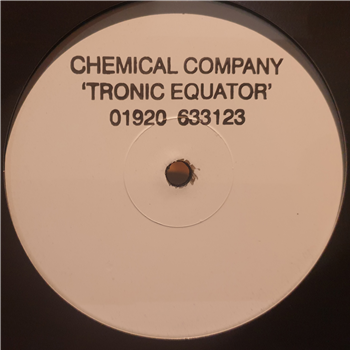 CHEMICAL COMPANY
'TRONIC EQUATOR'
01920 633123